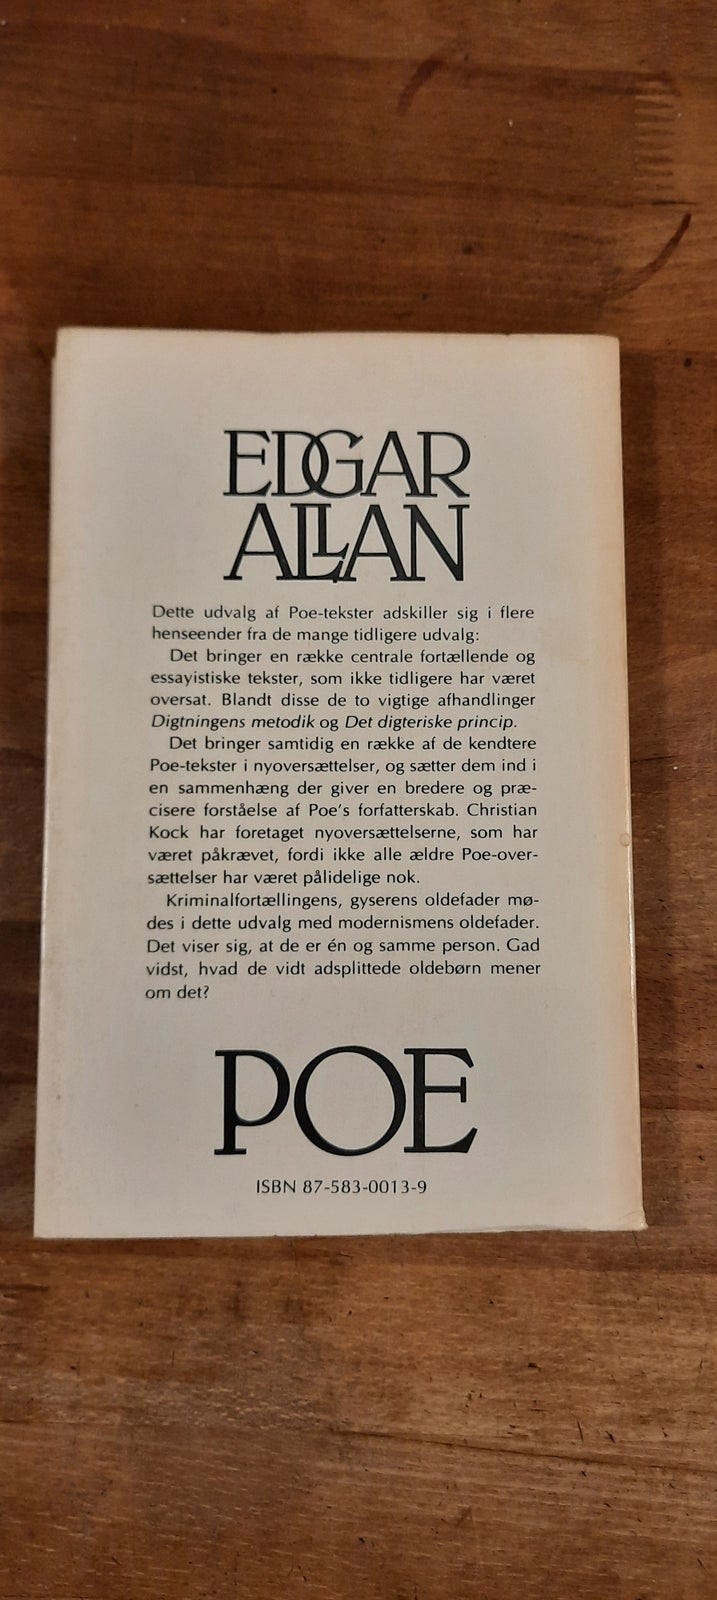 EDGAR
ALLAN
Dette udvalg af Poe-tekster adskiller sig i flere
henseender fra de mange tidligere udvalg:
Det bringer en række centrale fortællende og
essayistiske tekster, som ikke tidligere har været
oversat. Blandt disse de to vigtige afhandlinger
Digtningens metodik og Det digteriske princip.
Det bringer samtidig en række af de kendtere
Poe-tekster i nyoversættelser, og sætter dem ind i
en sammenhæng der giver en bredere og præ-
cisere forståelse af Poe's forfatterskab. Christian
Kock har foretaget nyoversættelserne, som har
været påkrævet, fordi ikke alle ældre Poe-over-
sættelser har været pålidelige nok.
Kriminalfortællingens, gyserens oldefader mø-
des i dette udvalg med modernismens oldefader.
Det viser sig, at de er én og samme person. Gad
vidst, hvad de vidt adsplittede oldebørn mener
om det?
POE
ISBN 87-583-0013-9